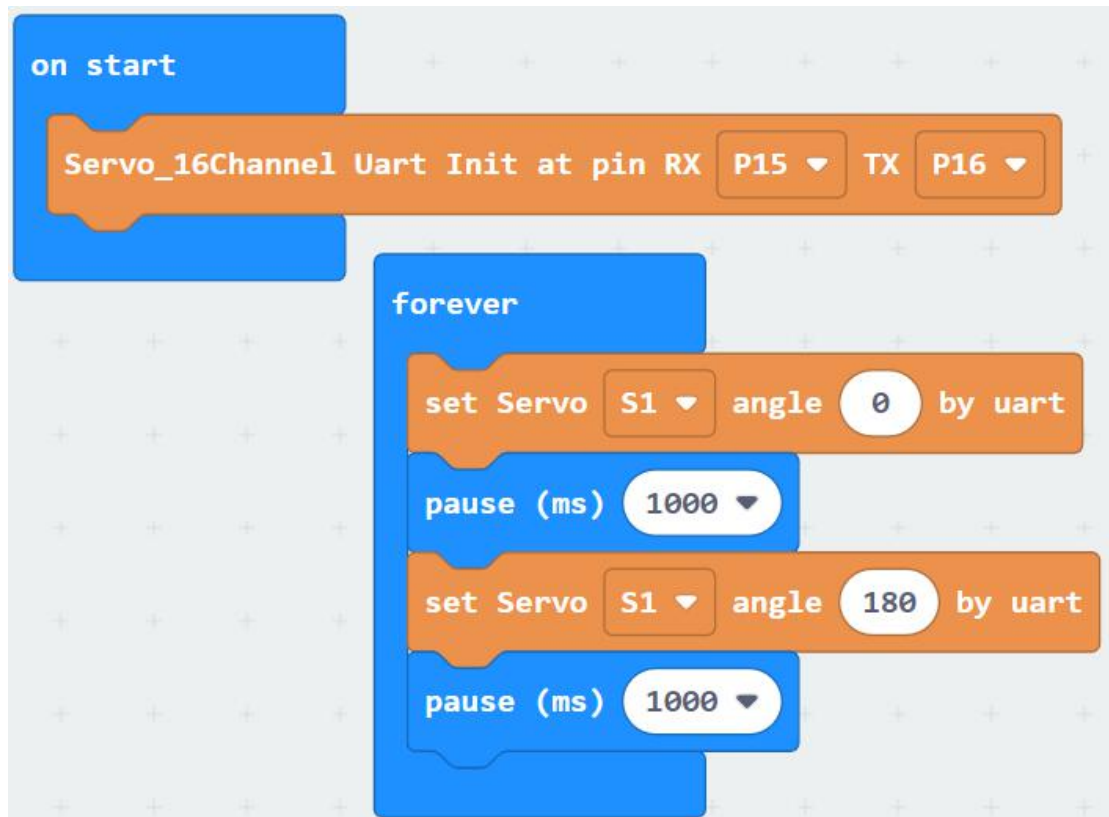 on start
Servo_16Channel Uart Init at pin RX P15 TX P16
forever
set Servo S1 angle 0 by uart
pause (ms) 1000
set Servo S1 angle 180 by uart
pause (ms) 1000